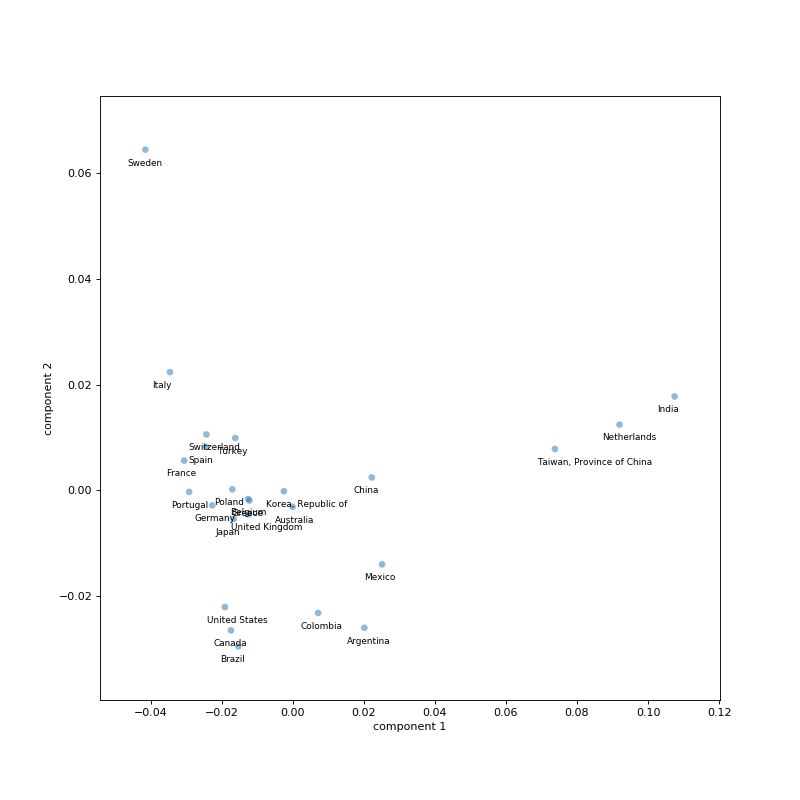 0.06
0.04
0.02
0.00
−0.02
component 2
Sweden
Italy
India
Netherlands
Switzerland
Turkey
Spain
Taiwan, Province of China
France
China
Poland
Korea, Republic of
Portugal
Belgium
Germany
Australia
United Kingdom
Japan
Mexico
United States
Colombia
Argentina
Canada
Brazil
−0.04
−0.02
0.00
0.02
0.04
0.06
0.08
0.10
0.12
component 1